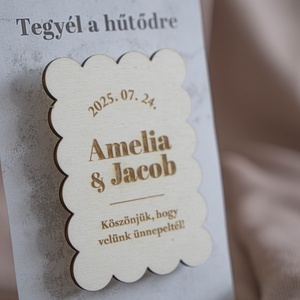 Tegyél a hűtődre
2025. 07. 24.
Amelia
& Jacob
Köszönjük, hogy
velünk ünnepeltél!